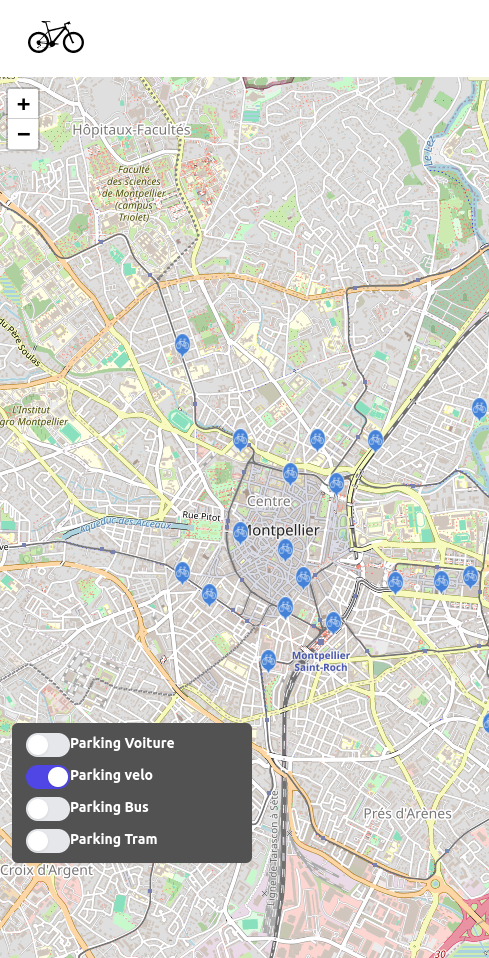 +
−
Hôpitaux-Facultés
Le Lez
Faculté
des sciences
de Montpellier
(campus
Triolet)
du Père Soulas
L'Institut
gro Montpellier
Centre
Rue Pitot
Aqueduc des Arceaux
Montpellier
ve
Montpellier
Saint-Roch
Parking Voiture
Parking velo
Parking Bus
Parking Tram
Ligne de Tarascon à Sète
Prés d'Arènes
Croix d'Argent
30